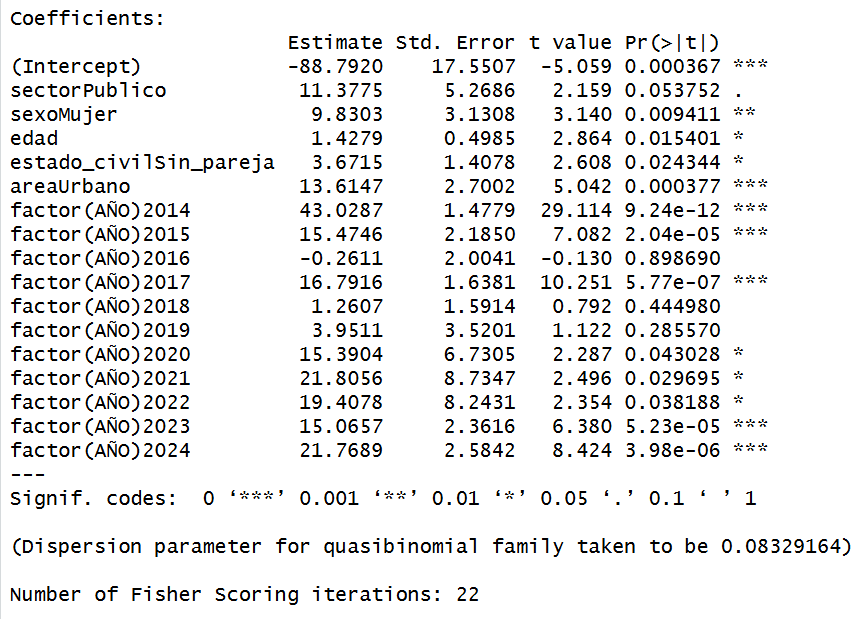 Coefficients:
Estimate Std. Error t value Pr(>|t|)
(Intercept) -88.7920 17.5507 -5.059 0.000367 ***
sectorPublico 11.3775 5.2686 2.159 0.053752 .
sexoMujer 9.8303 3.1308 3.140 0.009411 **
edad 1.4279 0.4985 2.864 0.015401 *
estado_civilSin_pareja 3.6715 1.4078 2.608 0.024344 *
areaUrbano 13.6147 2.7002 5.042 0.000377 ***
factor(AÑO)2014 43.0287 1.4779 29.114 9.24e-12 ***
factor(AÑO)2015 15.4746 2.1850 7.082 2.04e-05 ***
factor(AÑO)2016 -0.2611 2.0041 -0.130 0.898690
factor(AÑO)2017 16.7916 1.6381 10.251 5.77e-07 ***
factor(AÑO)2018 1.2607 1.5914 0.792 0.444980
factor(AÑO)2019 3.9511 3.5201 1.122 0.285570
factor(AÑO)2020 15.3904 6.7305 2.287 0.043028 *
factor(AÑO)2021 21.8056 8.7347 2.496 0.029695 *
factor(AÑO)2022 19.4078 8.2431 2.354 0.038188 *
factor(AÑO)2023 15.0657 2.3616 6.380 5.23e-05 ***
factor(AÑO)2024 21.7689 2.5842 8.424 3.98e-06 ***
---
Signif. codes: 0 ‘***’ 0.001 ‘**’ 0.01 ‘*’ 0.05 ‘.’ 0.1 ‘ ’ 1
(Dispersion parameter for quasibinomial family taken to be 0.08329164)
Number of Fisher Scoring iterations: 22